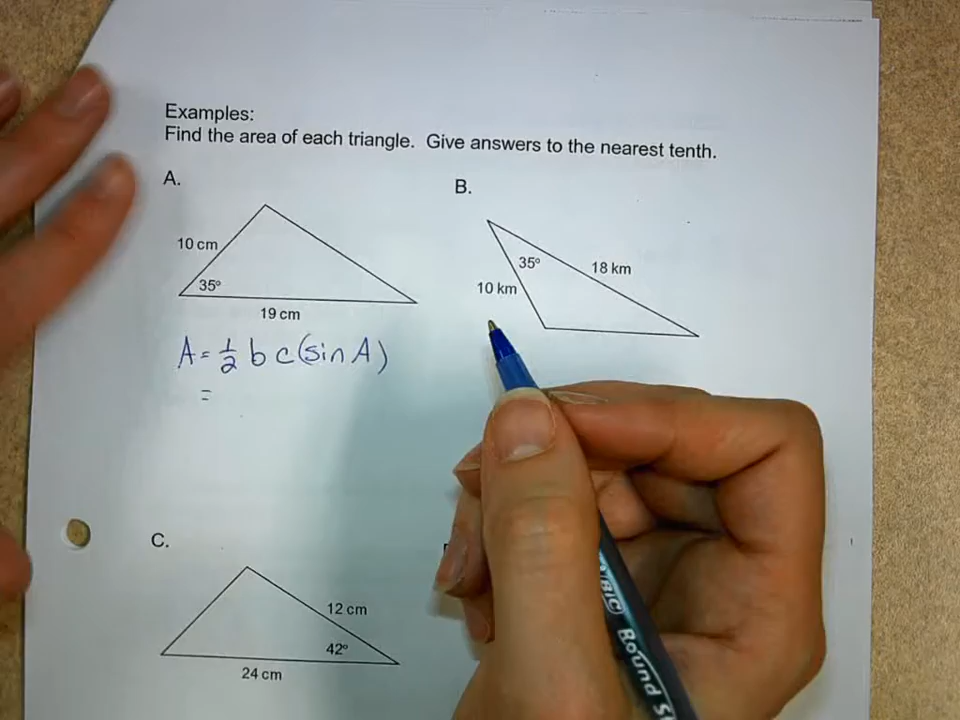 Examples:
Find the area of each triangle. Give answers to the nearest tenth.
A.
B.
10 cm
35°
19 cm
35°
18 km
10 km
A = 1/2 b c (sin A)
=
C.
12 cm
42°
24 cm
BIC Round St